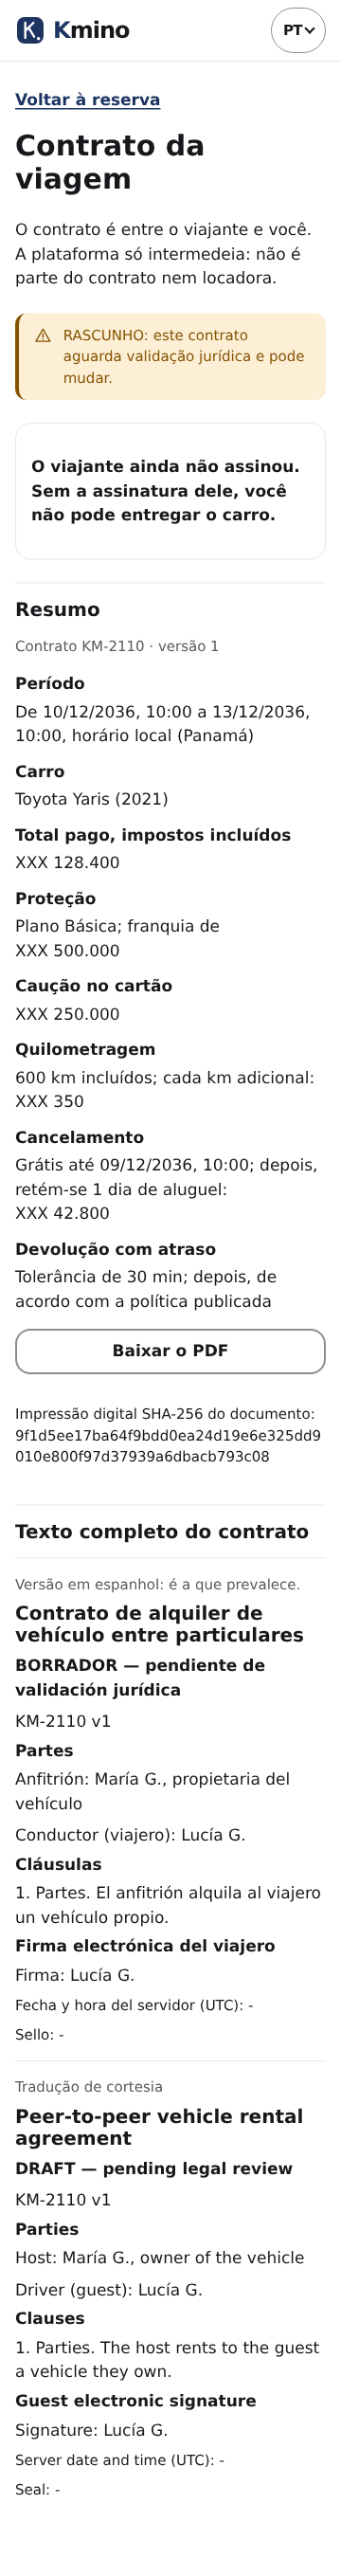 Kmino
PT
Voltar à reserva
Contrato da
viagem
O contrato é entre o viajante e você.
A plataforma só intermedeia: não é
parte do contrato nem locadora.
RASCUNHO: este contrato
aguarda validação jurídica e pode
mudar.
O viajante ainda não assinou.
Sem a assinatura dele, você
não pode entregar o carro.
Resumo
Contrato KM-2110 · versão 1
Período
De 10/12/2036, 10:00 a 13/12/2036,
10:00, horário local (Panamá)
Carro
Toyota Yaris (2021)
Total pago, impostos incluídos
XXX 128.400
Proteção
Plano Básica; franquia de
XXX 500.000
Caução no cartão
XXX 250.000
Quilometragem
600 km incluídos; cada km adicional:
XXX 350
Cancelamento
Grátis até 09/12/2036, 10:00; depois,
retém-se 1 dia de aluguel:
XXX 42.800
Devolução com atraso
Tolerância de 30 min; depois, de
acordo com a política publicada
Baixar o PDF
Impressão digital SHA-256 do documento:
9f1d5ee17ba64f9bdd0ea24d19e6e325dd9
010e800f97d37939a6dbacb793c08
Texto completo do contrato
Versão em espanhol: é a que prevalece.
Contrato de alquiler de
vehículo entre particulares
BORRADOR — pendiente de
validación jurídica
KM-2110 v1
Partes
Anfitrión: María G., propietaria del
vehículo
Conductor (viajero): Lucía G.
Cláusulas
1. Partes. El anfitrión alquila al viajero
un vehículo propio.
Firma electrónica del viajero
Firma: Lucía G.
Fecha y hora del servidor (UTC): -
Sello: -
Tradução de cortesia
Peer-to-peer vehicle rental
agreement
DRAFT — pending legal review
KM-2110 v1
Parties
Host: María G., owner of the vehicle
Driver (guest): Lucía G.
Clauses
1. Parties. The host rents to the guest
a vehicle they own.
Guest electronic signature
Signature: Lucía G.
Server date and time (UTC): -
Seal: -